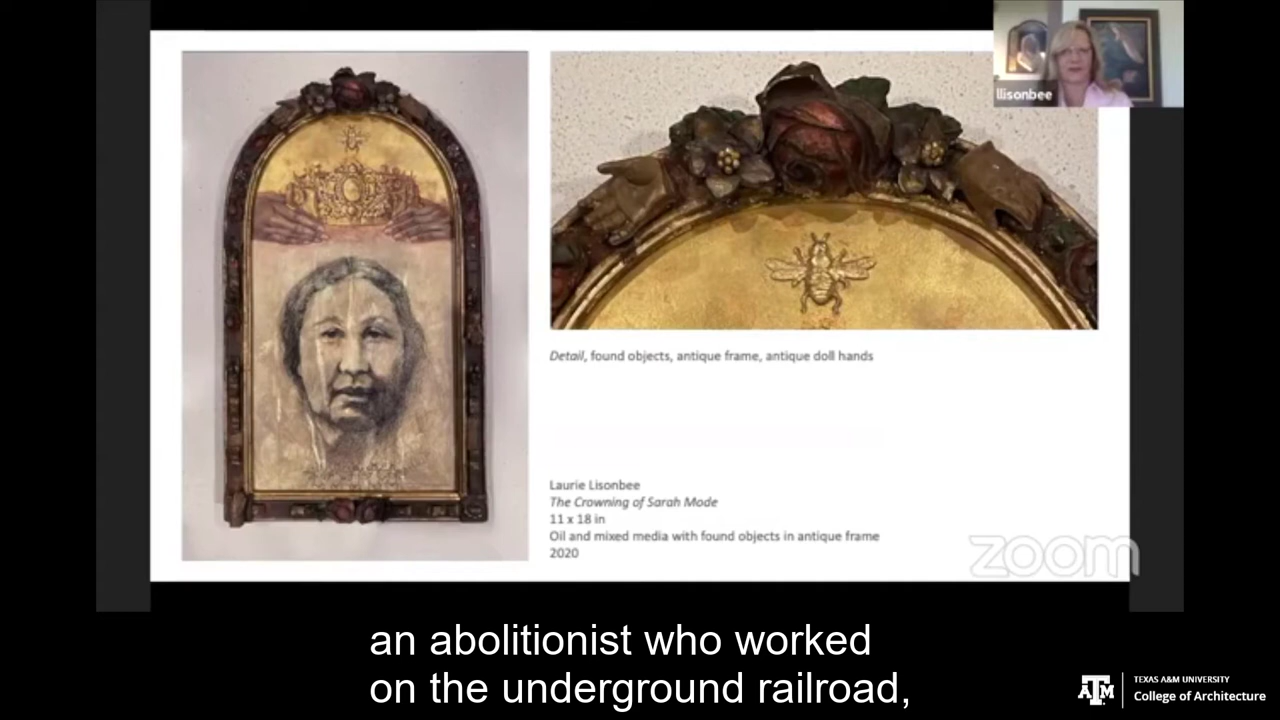 llisonbee
Detail, found objects, antique frame, antique doll hands
Laurie Lisonbee
The Crowning of Sarah Mode
11 x 18 in
Oil and mixed media with found objects in antique frame
2020
zoom
an abolitionist who worked
on the underground railroad,
ATM
TEXAS A&M UNIVERSITY
College of Architecture